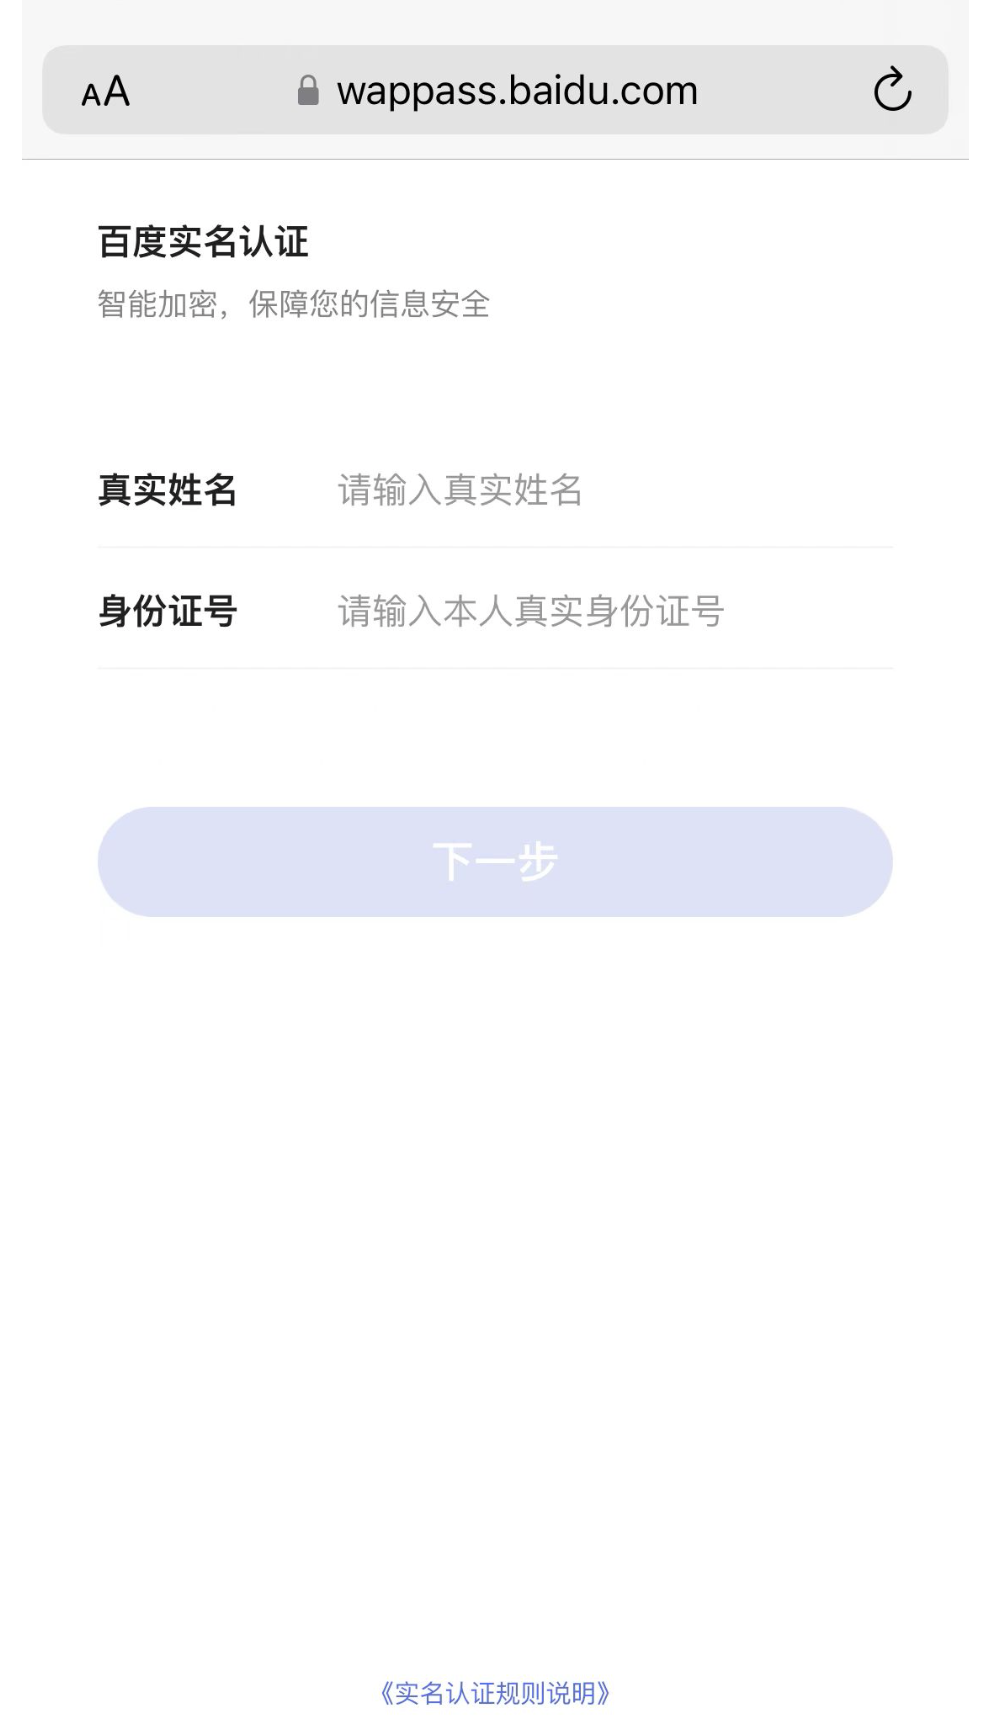 AA wappass.baidu.com
百度实名认证
智能加密，保障您的信息安全
真实姓名 请输入真实姓名
身份证号 请输入本人真实身份证号
下一步
《实名认证规则说明》